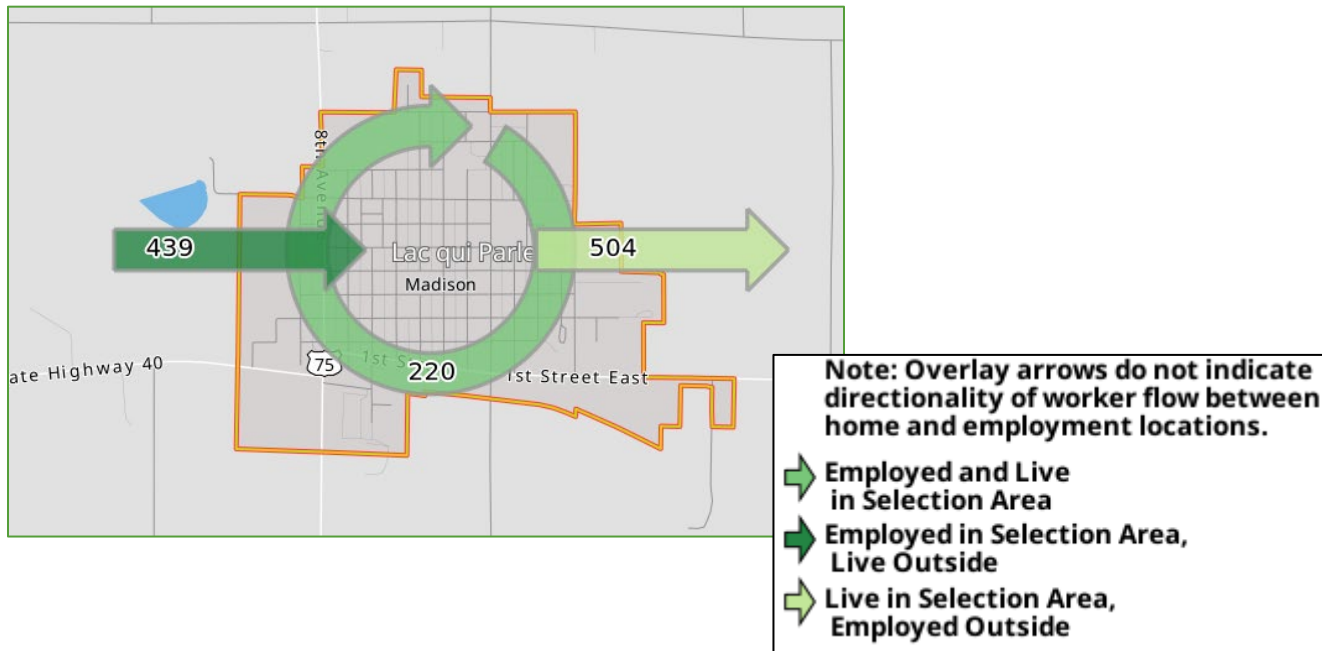 8th Avenu
439
Lac qui Parle
504
Madison
ate Highway 40
75
1st S
220
1st Street East
Note: Overlay arrows do not indicate
directionality of worker flow between
home and employment locations.
Employed and Live
in Selection Area
Employed in Selection Area,
Live Outside
Live in Selection Area,
Employed Outside